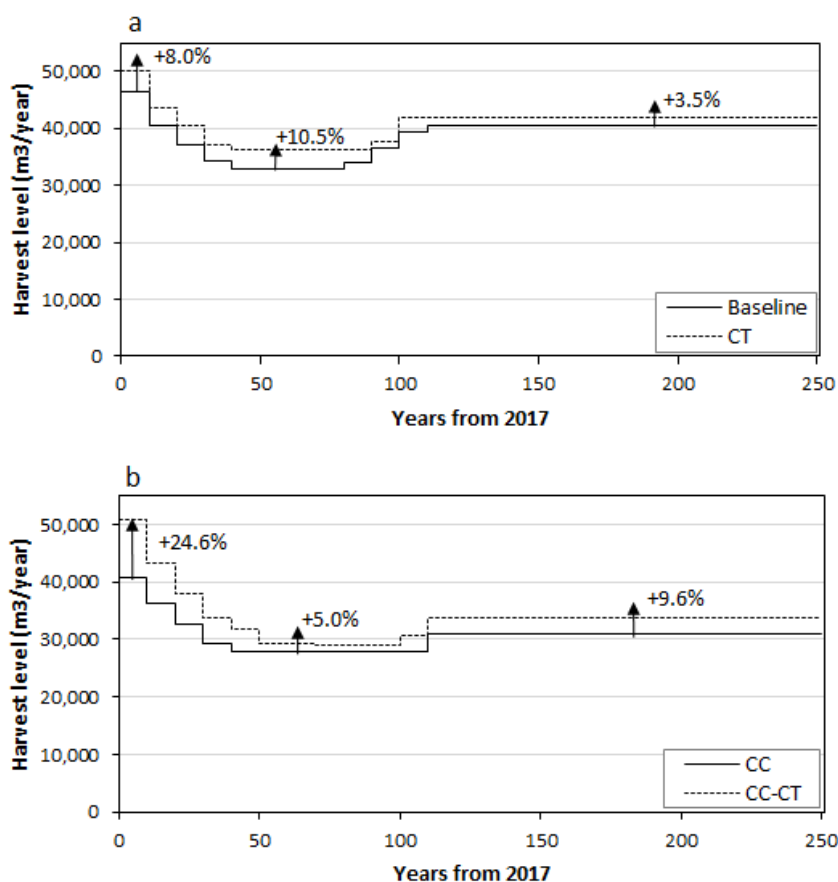 a
Harvest level (m3/year)
50,000
40,000
30,000
20,000
10,000
0
+8.0%
+10.5%
+3.5%
Baseline
CT
0 50 100 150 200 250
Years from 2017
b
Harvest level (m3/year)
50,000
40,000
30,000
20,000
10,000
0
+24.6%
+5.0%
+9.6%
CC
CC-CT
0 50 100 150 200 250
Years from 2017